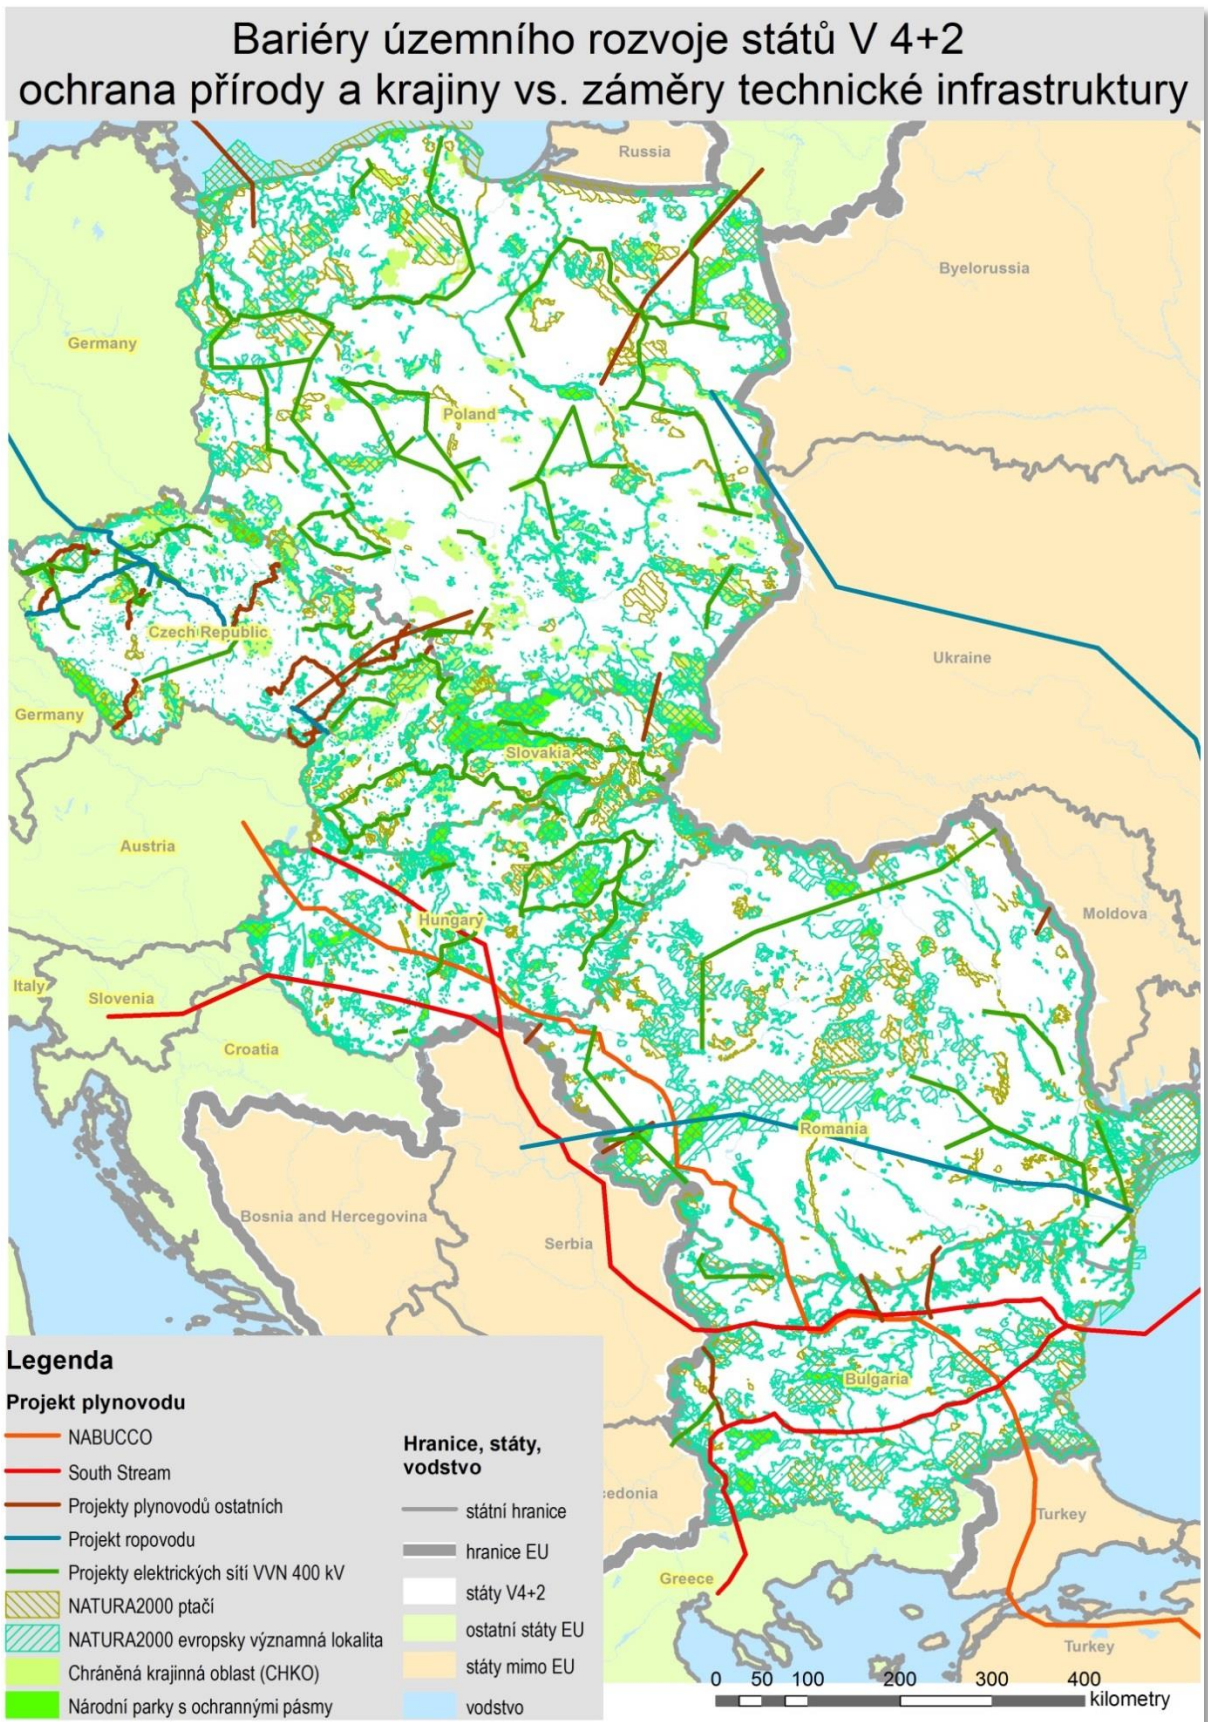 Bariéry územního rozvoje států V 4+2
ochrana přírody a krajiny vs. záměry technické infrastruktury
Russia
Byelorussia
Germany
Poland
Czech Republic
Ukraine
Germany
Slovakia
Austria
Hungary
Moldova
Italy
Slovenia
Croatia
Romania
Bosnia and Hercegovina
Serbia
Bulgaria
edonia
Turkey
Greece
Turkey
Legenda
Projekt plynovodu
NABUCCO
South Stream
Projekty plynovodů ostatních
Projekt ropovodu
Projekty elektrických sítí VVN 400 kV
NATURA2000 ptačí
NATURA2000 evropsky významná lokalita
Chráněná krajinná oblast (CHKO)
Národní parky s ochrannými pásmy
Hranice, státy,
vodstvo
státní hranice
hranice EU
státy V4+2
ostatní státy EU
státy mimo EU
vodstvo
0 50 100 200 300 400
kilometry